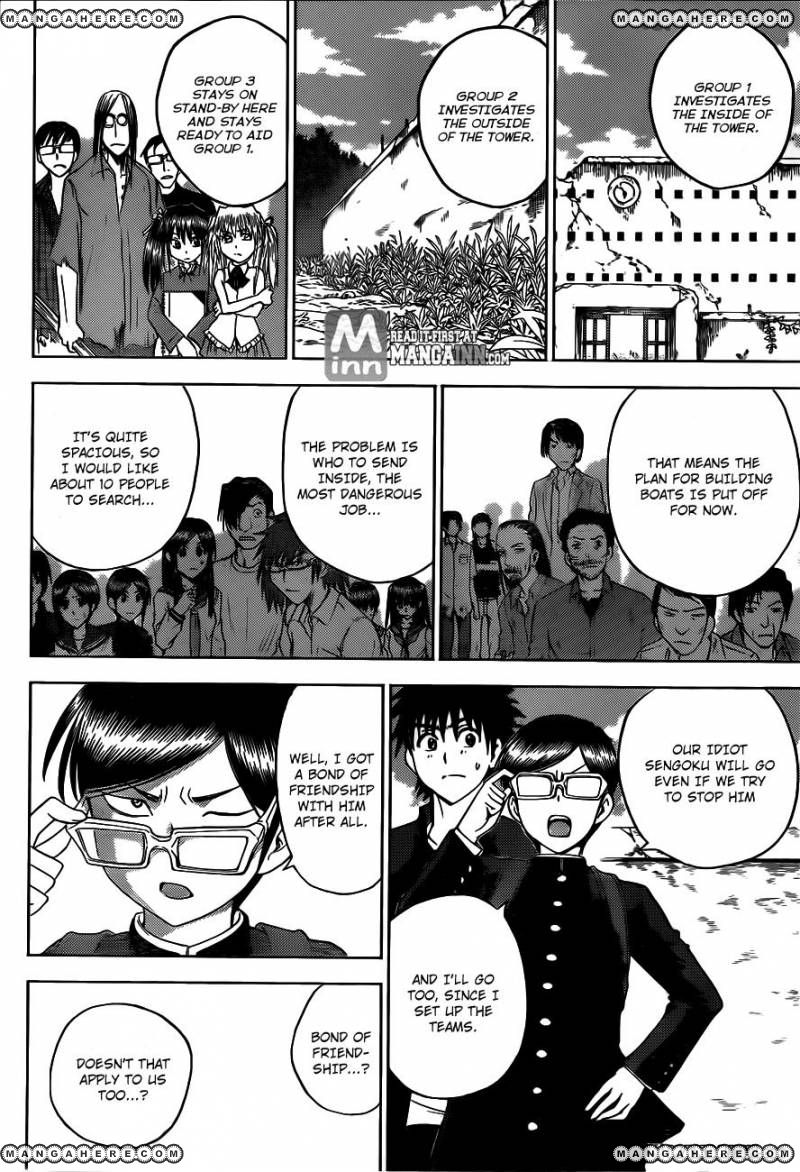 MANGAHERE.COM
MANGAHERE.COM
GROUP 1
INVESTIGATES
THE INSIDE
OF THE TOWER.
GROUP 2
INVESTIGATES
THE OUTSIDE
OF THE TOWER.
GROUP 3
STAYS ON
STAND-BY HERE
AND STAYS
READY TO AID
GROUP 1.
M
inn
READ IT FIRST AT
MANGAINN.COM
THAT MEANS THE
PLAN FOR BUILDING
BOATS IS PUT OFF
FOR NOW.
THE PROBLEM IS
WHO TO SEND
INSIDE, THE
MOST DANGEROUS
JOB...
IT'S QUITE
SPACIOUS, SO
I WOULD LIKE
ABOUT 10 PEOPLE
TO SEARCH...
OUR IDIOT
SENGOKU WILL GO
EVEN IF WE TRY
TO STOP HIM
AND I'LL GO
TOO, SINCE I
SET UP THE
TEAMS.
WELL, I GOT
A BOND OF
FRIENDSHIP
WITH HIM
AFTER ALL.
BOND OF
FRIEND-
SHIP...?
DOESN'T THAT
APPLY TO US
TOO...?
MANGAHERE.COM
MANGAHERE.COM